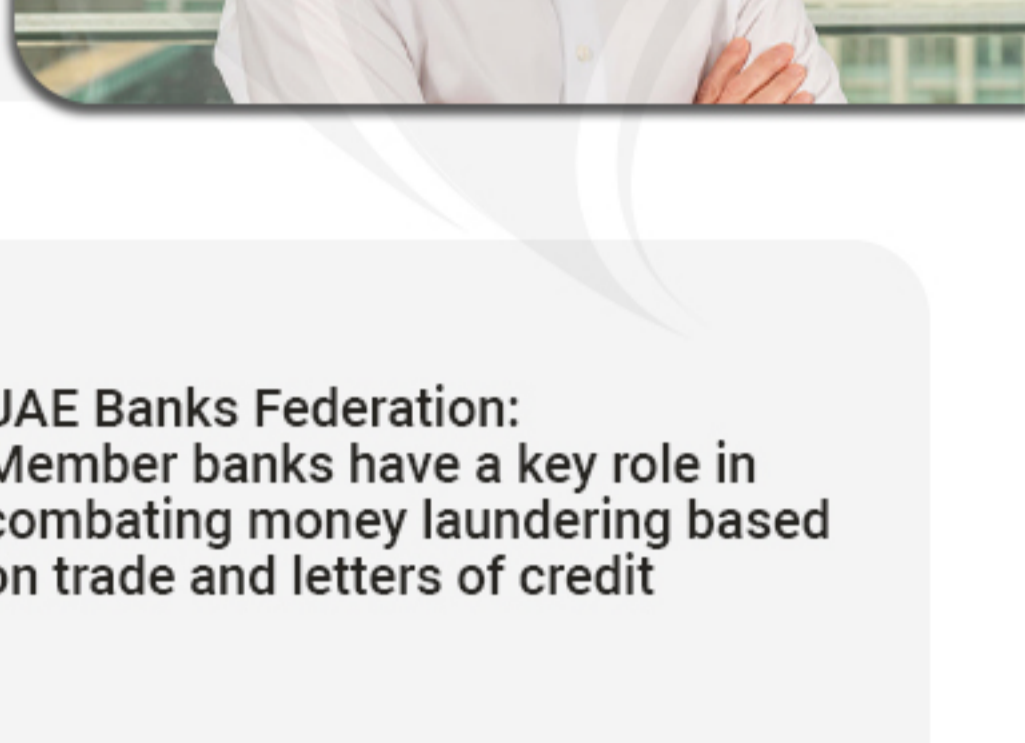 UAE Banks Federation:
Member banks have a key role in
combating money laundering based
on trade and letters of credit